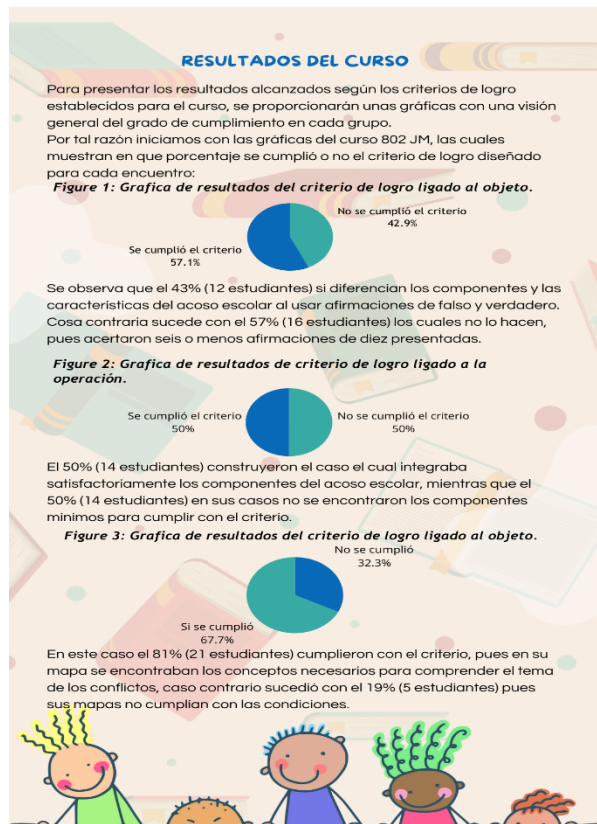 RESULTADOS DEL CURSO
Para presentar los resultados alcanzados según los criterios de logro
establecidos para el curso, se proporcionarán unas gráficas con una visión
general del grado de cumplimiento en cada grupo.
Por tal razón iniciamos con las gráficas del curso 802 JM, las cuales
muestran en que porcentaje se cumplió o no el criterio de logro diseñado
para cada encuentro:
Figure 1: Grafica de resultados del criterio de logro ligado al objeto.
No se cumplió el criterio
42.9%
Se cumplió el criterio
57.1%
Se observa que el 43% (12 estudiantes) si diferencian los componentes y las
características del acoso escolar al usar afirmaciones de falso y verdadero.
Cosa contraria sucede con el 57% (16 estudiantes) los cuales no lo hacen,
pues acertaron seis o menos afirmaciones de diez presentadas.
Figure 2: Grafica de resultados de criterio de logro ligado a la
operación.
Se cumplió el criterio
50%
No se cumplió el criterio
50%
El 50% (14 estudiantes) construyeron el caso el cual integraba
satisfactoriamente los componentes del acoso escolar, mientras que el
50% (14 estudiantes) en sus casos no se encontraron los componentes
mínimos para cumplir con el criterio.
Figure 3: Grafica de resultados del criterio de logro ligado al objeto.
No se cumplió
32.3%
Si se cumplió
67.7%
En este caso el 81% (21 estudiantes) cumplieron con el criterio, pues en su
mapa se encontraban los conceptos necesarios para comprender el tema
de los conflictos, caso contrario sucedió con el 19% (5 estudiantes) pues
sus mapas no cumplían con las condiciones.